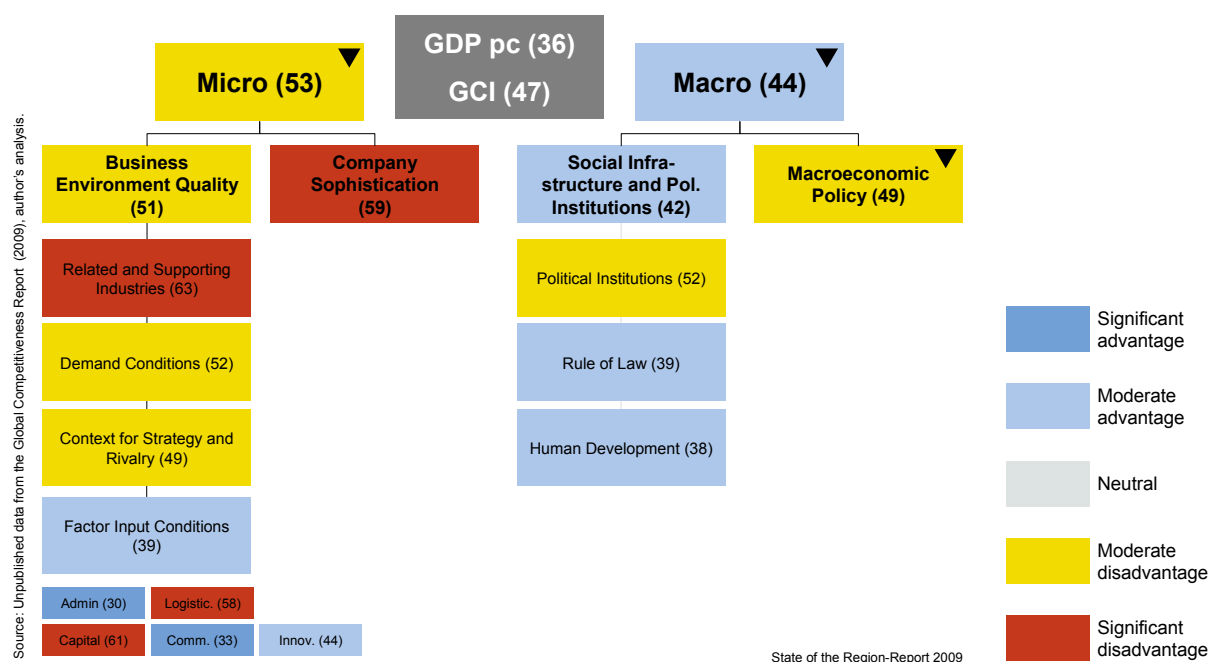 GDP pc (36)
GCI (47)
Micro (53)
Macro (44)
Business
Environment Quality
(51)
Company
Sophistication
(59)
Social Infra-
structure and Pol.
Institutions (42)
Macroeconomic
Policy (49)
Related and Supporting
Industries (63)
Political Institutions (52)
Demand Conditions (52)
Rule of Law (39)
Context for Strategy and
Rivalry (49)
Human Development (38)
Factor Input Conditions
(39)
Admin (30)
Logistic. (58)
Capital (61)
Comm. (33)
Innov. (44)
Significant
advantage
Moderate
advantage
Neutral
Moderate
disadvantage
Significant
disadvantage
Source: Unpublished data from the Global Competitiveness Report (2009), author's analysis.
State of the Region-Report 2009